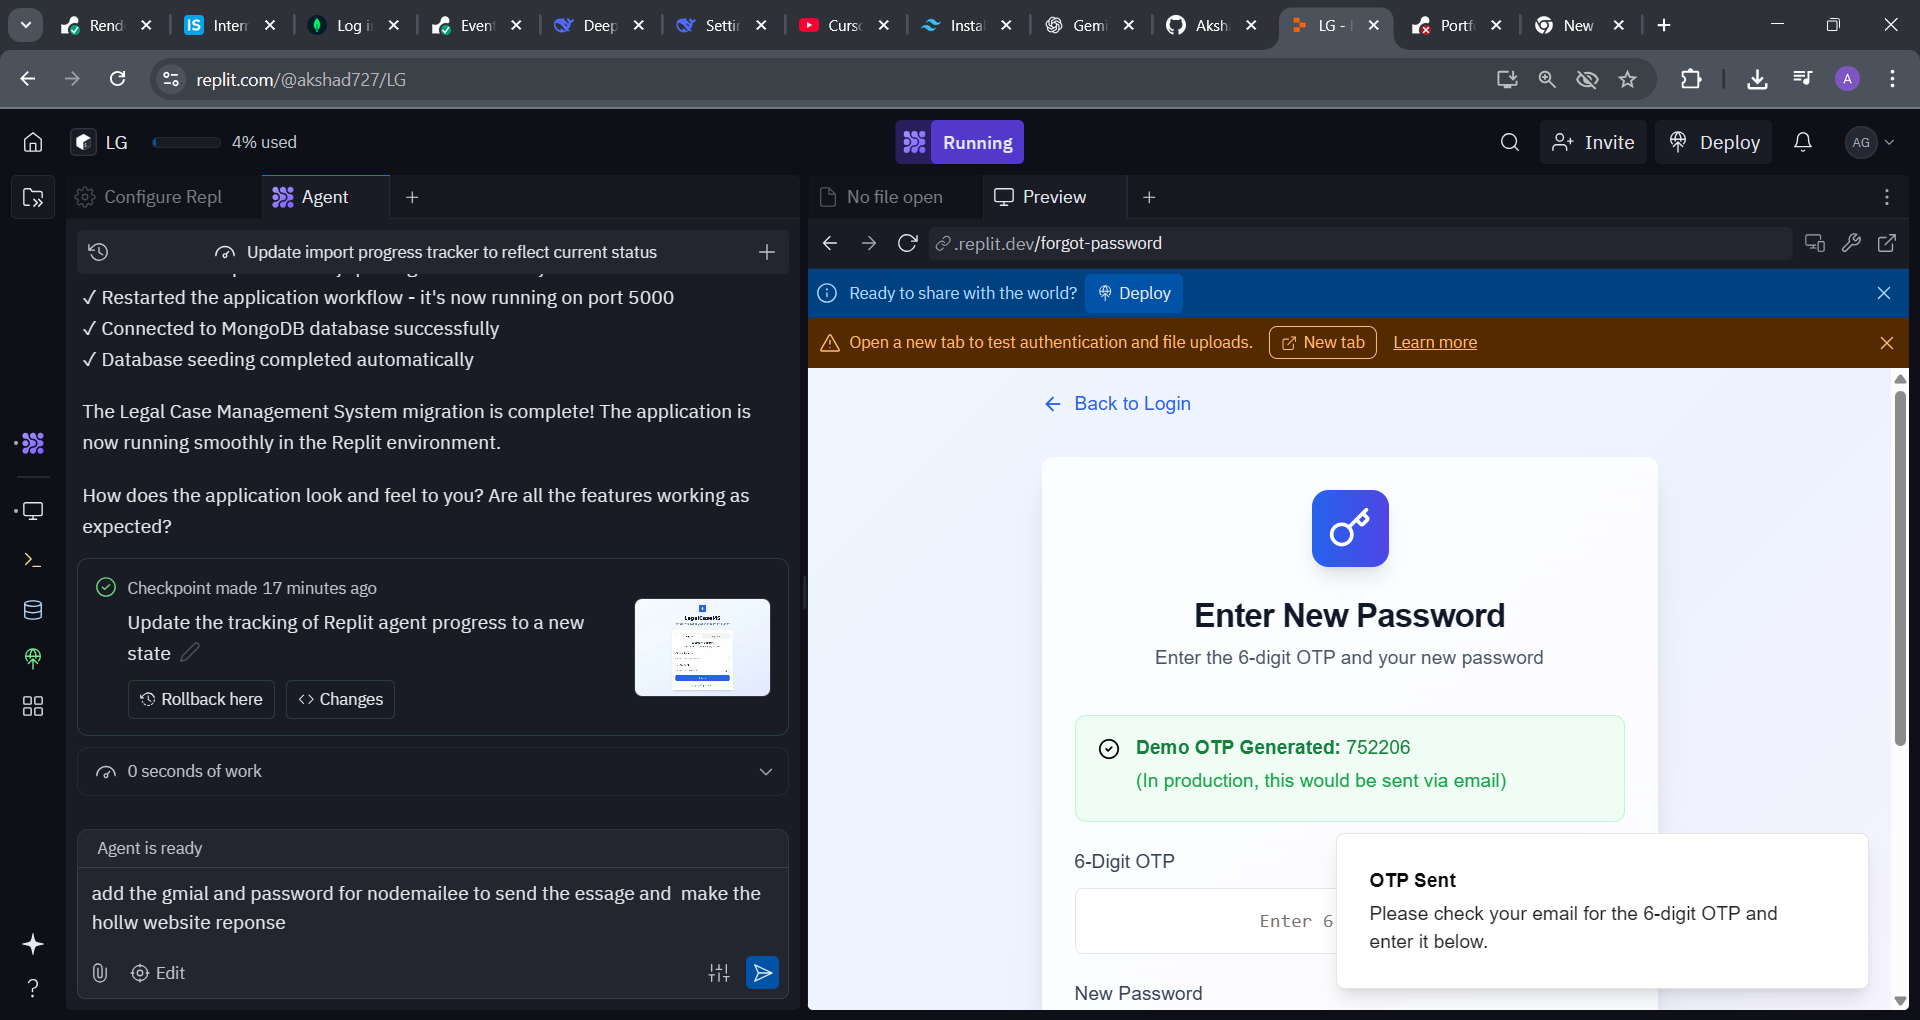 Rend
Inter
Log i
Even
Deep
Settir
Curs
Insta
Gemi
Aksh
LG -
Portf
New
replit.com/@akshad727/LG
A
LG
4% used
Running
Invite
Deploy
AG
Configure Repl
Agent
No file open
Preview
Update import progress tracker to reflect current status
.replit.dev/forgot-password
✓ Restarted the application workflow - it's now running on port 5000
✓ Connected to MongoDB database successfully
✓ Database seeding completed automatically
The Legal Case Management System migration is complete! The application is
now running smoothly in the Replit environment.
How does the application look and feel to you? Are all the features working as
expected?
Checkpoint made 17 minutes ago
Update the tracking of Replit agent progress to a new
state
LegalCaseMS
Rollback here
Changes
0 seconds of work
Agent is ready
add the gmial and password for nodemailee to send the essage and  make the
hollw website reponse
Edit
Ready to share with the world?
Deploy
Open a new tab to test authentication and file uploads.
New tab
Learn more
Back to Login
Enter New Password
Enter the 6-digit OTP and your new password
Demo OTP Generated: 752206
(In production, this would be sent via email)
6-Digit OTP
Enter 6
OTP Sent
Please check your email for the 6-digit OTP and
enter it below.
New Password